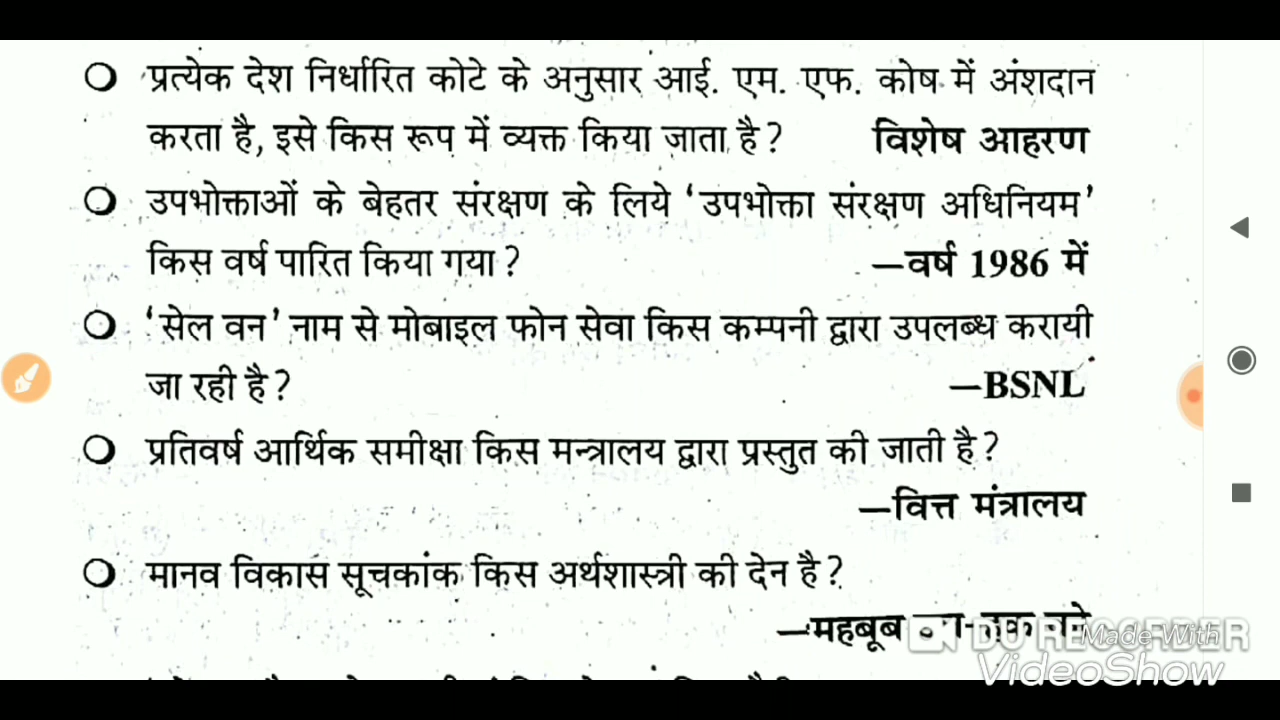 ○ प्रत्येक देश निर्धारित कोटे के अनुसार आई. एम. एफ. कोष में अंशदान
करता है, इसे किस रूप में व्यक्त किया जाता है? विशेष आहरण
○ उपभोक्ताओं के बेहतर संरक्षण के लिये ‘उपभोक्ता संरक्षण अधिनियम’
किस वर्ष पारित किया गया? —वर्ष 1986 में
○ ‘सेल वन’ नाम से मोबाइल फोन सेवा किस कम्पनी द्वारा उपलब्ध करायी
जा रही है? —BSNL
○ प्रतिवर्ष आर्थिक समीक्षा किस मन्त्रालय द्वारा प्रस्तुत की जाती है?
—वित्त मंत्रालय
○ मानव विकास सूचकांक किस अर्थशास्त्री की देन है?
—महबूब
DU RECORDER
Made With
VideoShow